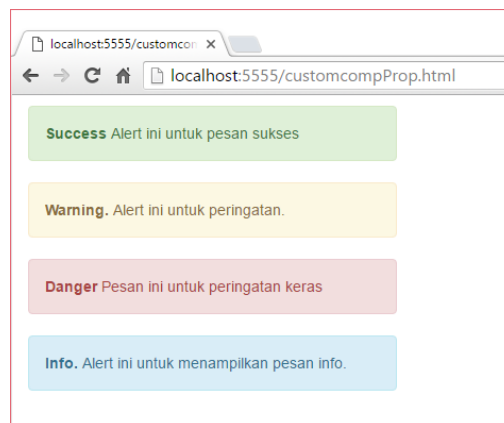 localhost:5555/customcon
localhost:5555/customcompProp.html
Success Alert ini untuk pesan sukses
Warning. Alert ini untuk peringatan.
Danger Pesan ini untuk peringatan keras
Info. Alert ini untuk menampilkan pesan info.